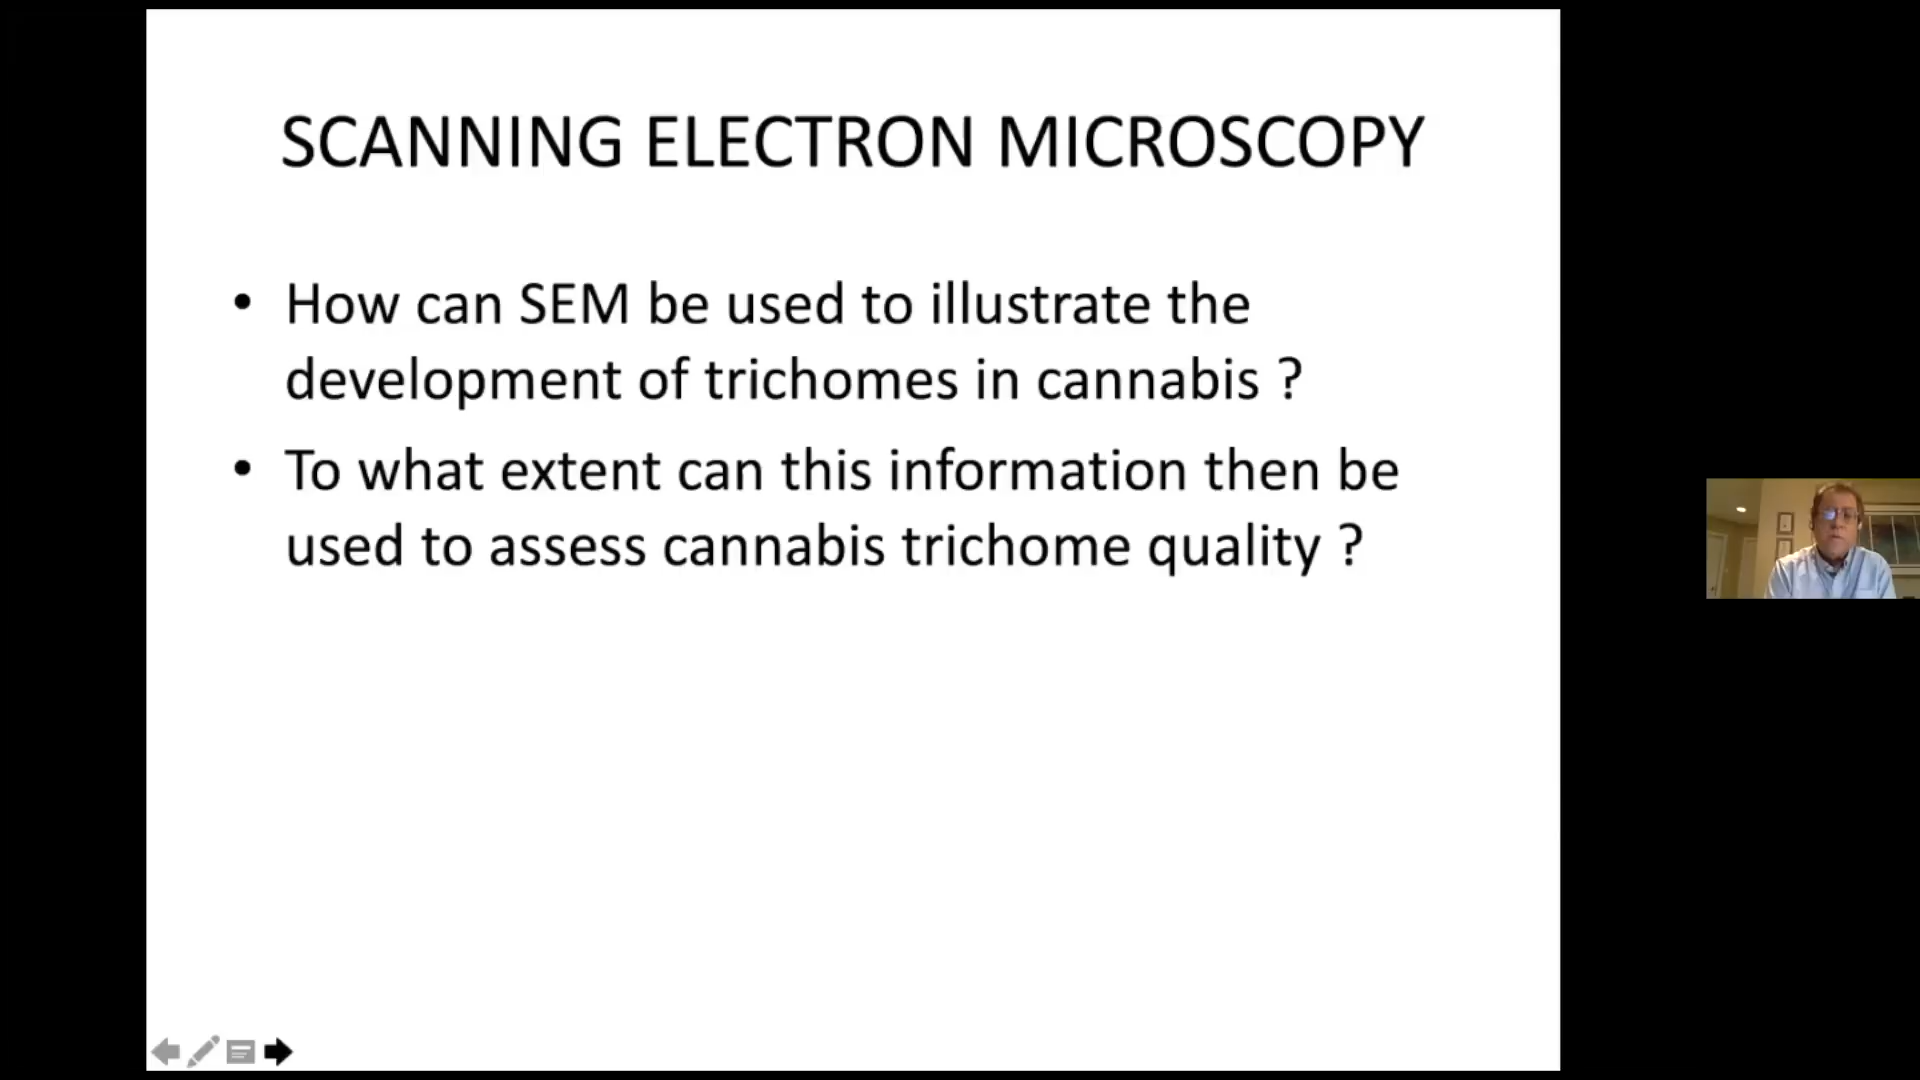 SCANNING ELECTRON MICROSCOPY
• How can SEM be used to illustrate the
development of trichomes in cannabis ?
• To what extent can this information then be
used to assess cannabis trichome quality ?